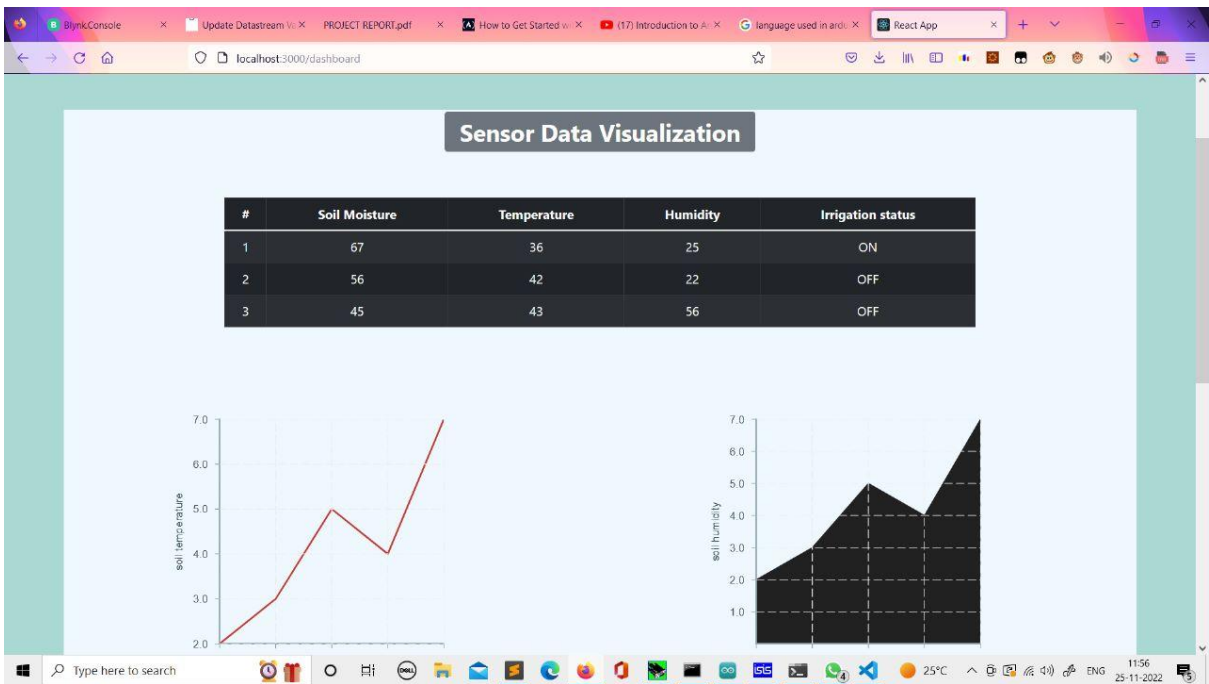 Blynk.Console
Update Datastream
PROJECT REPORT.pdf
How to Get Started
(17) Introduction to
language used in
React App
localhost:3000/dashboard
Sensor Data Visualization
# Soil Moisture Temperature Humidity Irrigation status
1 67 36 25 ON
2 56 42 22 OFF
3 45 43 56 OFF
7.0
6.0
5.0
4.0
3.0
2.0
soil temperature
7.0
6.0
5.0
4.0
3.0
2.0
1.0
soil humidity
Type here to search
DELL
25°C
ENG
11:56
25-11-2022